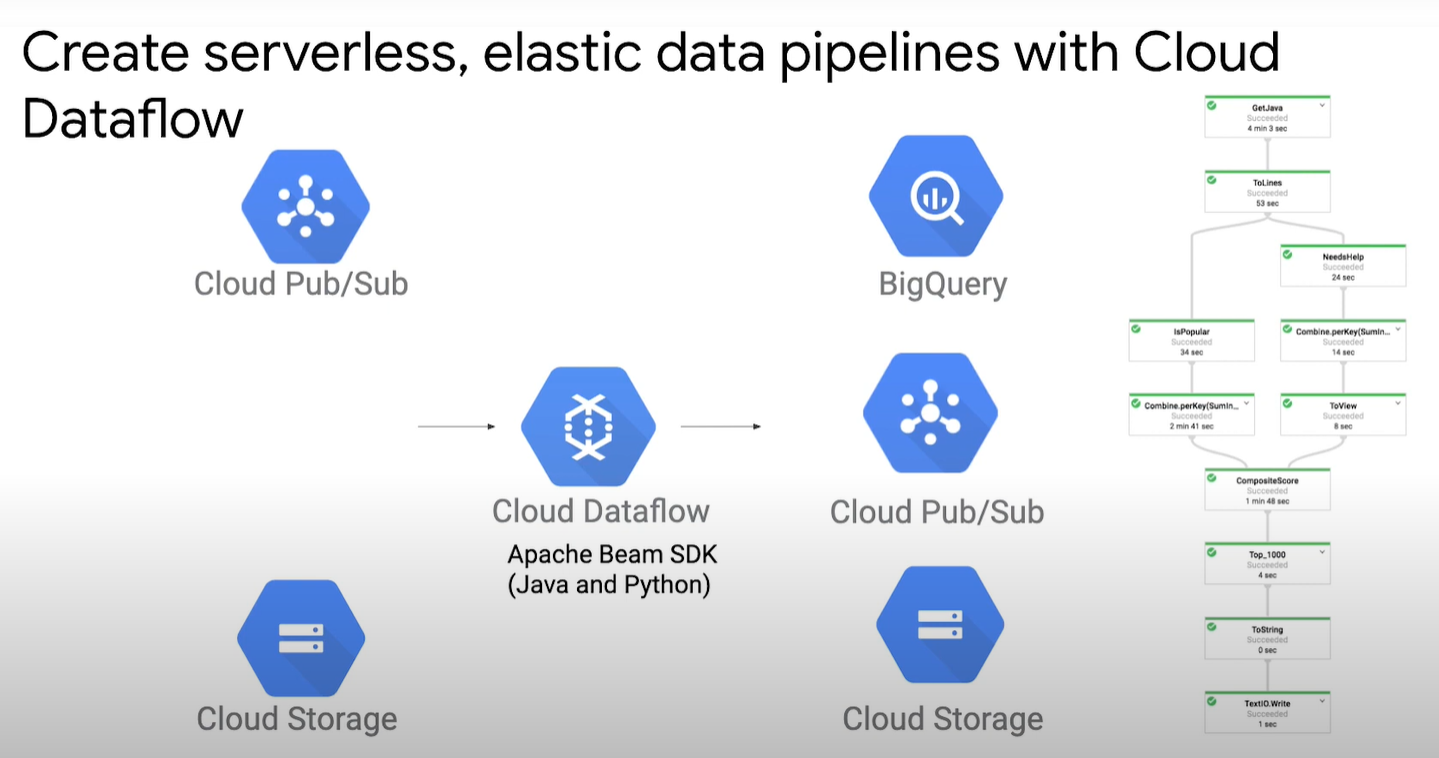 Create serverless, elastic data pipelines with Cloud
Dataflow
Cloud Pub/Sub
Cloud Storage
Cloud Dataflow
Apache Beam SDK
(Java and Python)
BigQuery
Cloud Pub/Sub
Cloud Storage
GetJava
Succeeded
4 min 3 sec
ToLines
Succeeded
53 sec
NeedsHelp
Succeeded
24 sec
IsPopular
Succeeded
34 sec
Combine.perKey(SumIn...
Succeeded
14 sec
Combine.perKey(SumIn...
Succeeded
2 min 41 sec
ToView
Succeeded
8 sec
CompositeScore
Succeeded
1 min 48 sec
Top_1000
Succeeded
4 sec
ToString
Succeeded
0 sec
TextIO.Write
Succeeded
1 sec